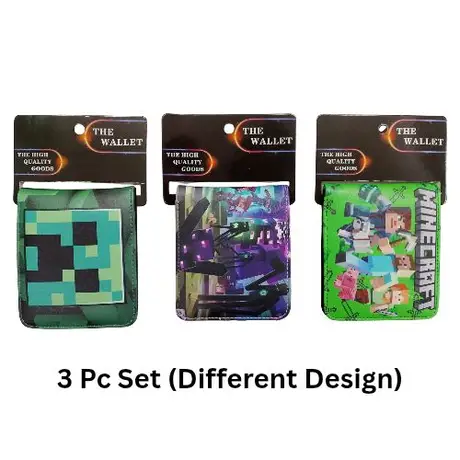 THE
WALLET
THE HIGH
QUALITY
GOODS
THE
WALLET
THE HIGH
QUALITY
GOODS
THE
WALLET
THE HIGH
QUALITY
GOODS
MINECRAFT
3 Pc Set (Different Design)